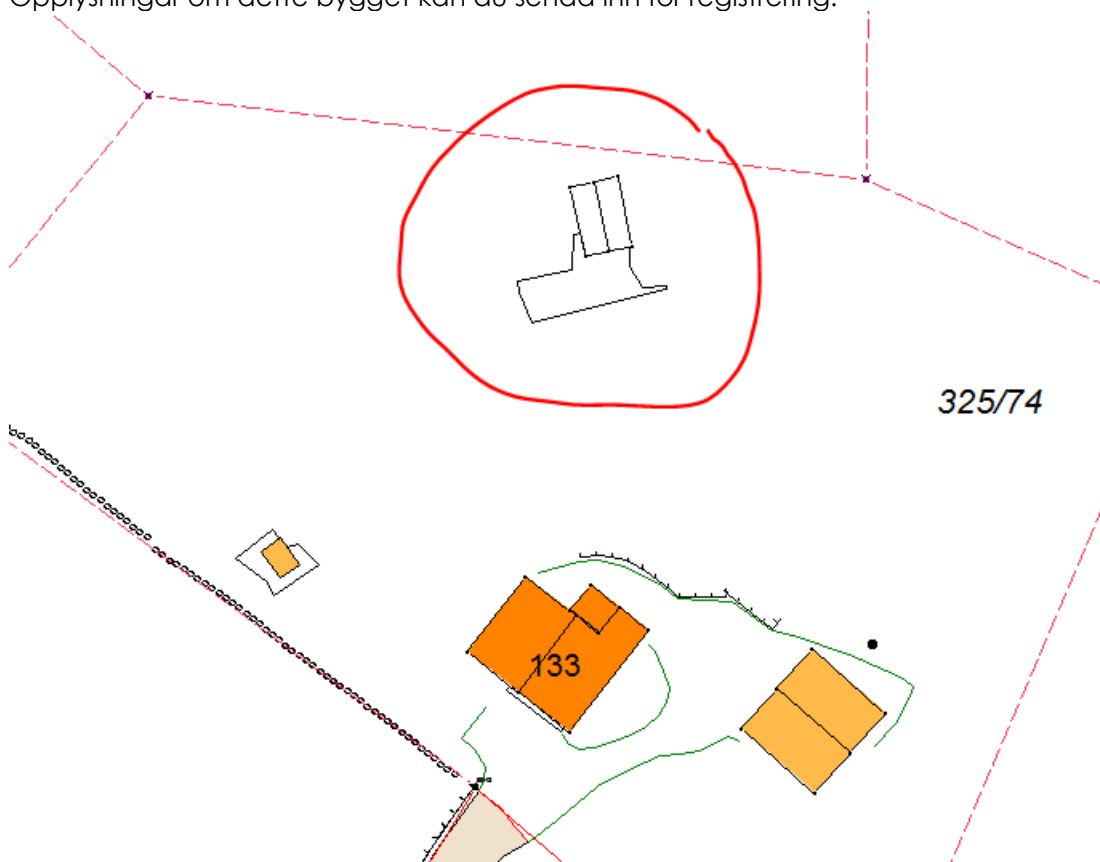 Opplysningar om dette bygget kan du senda inn for registrering.
325/74
133